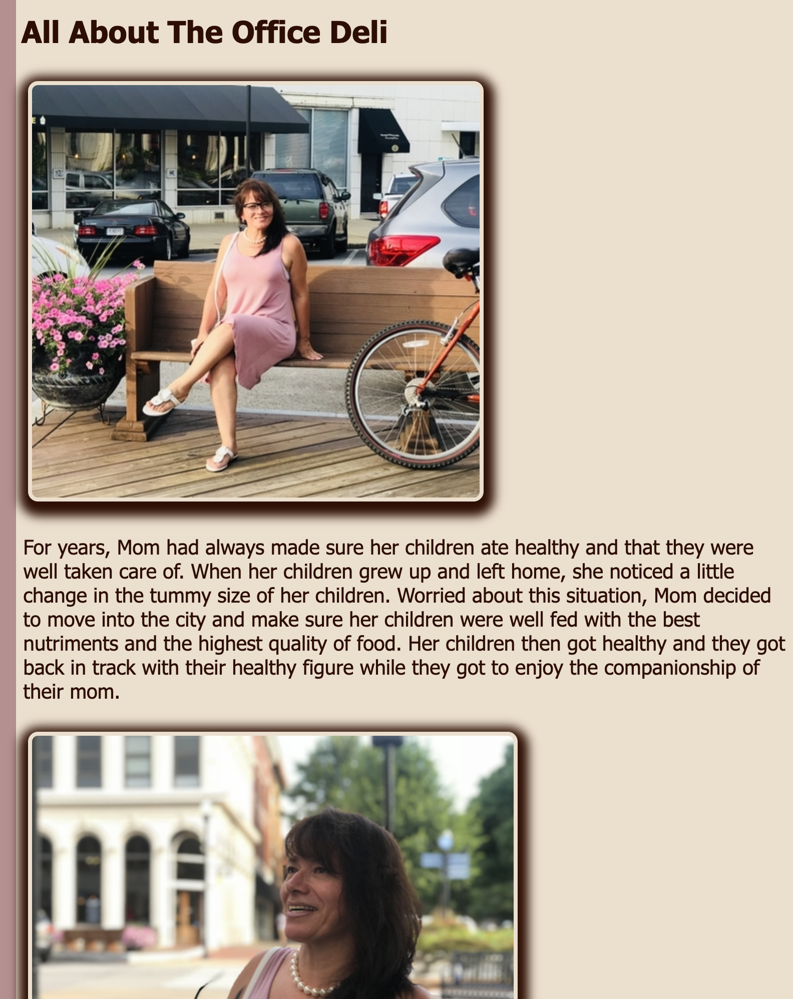 All About The Office Deli
For years, Mom had always made sure her children ate healthy and that they were
well taken care of. When her children grew up and left home, she noticed a little
change in the tummy size of her children. Worried about this situation, Mom decided
to move into the city and make sure her children were well fed with the best
nutriments and the highest quality of food. Her children then got healthy and they got
back in track with their healthy figure while they got to enjoy the companionship of
their mom.